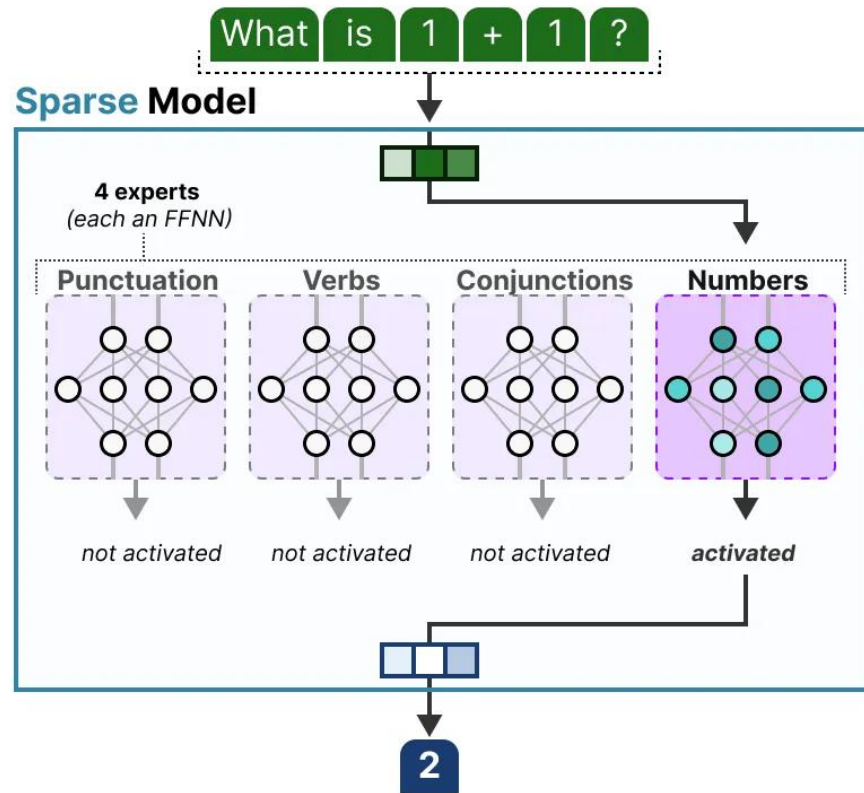 What is 1 + 1 ?
Sparse Model
4 experts
(each an FFNN)
Punctuation Verbs Conjunctions Numbers
not activated not activated not activated activated
2